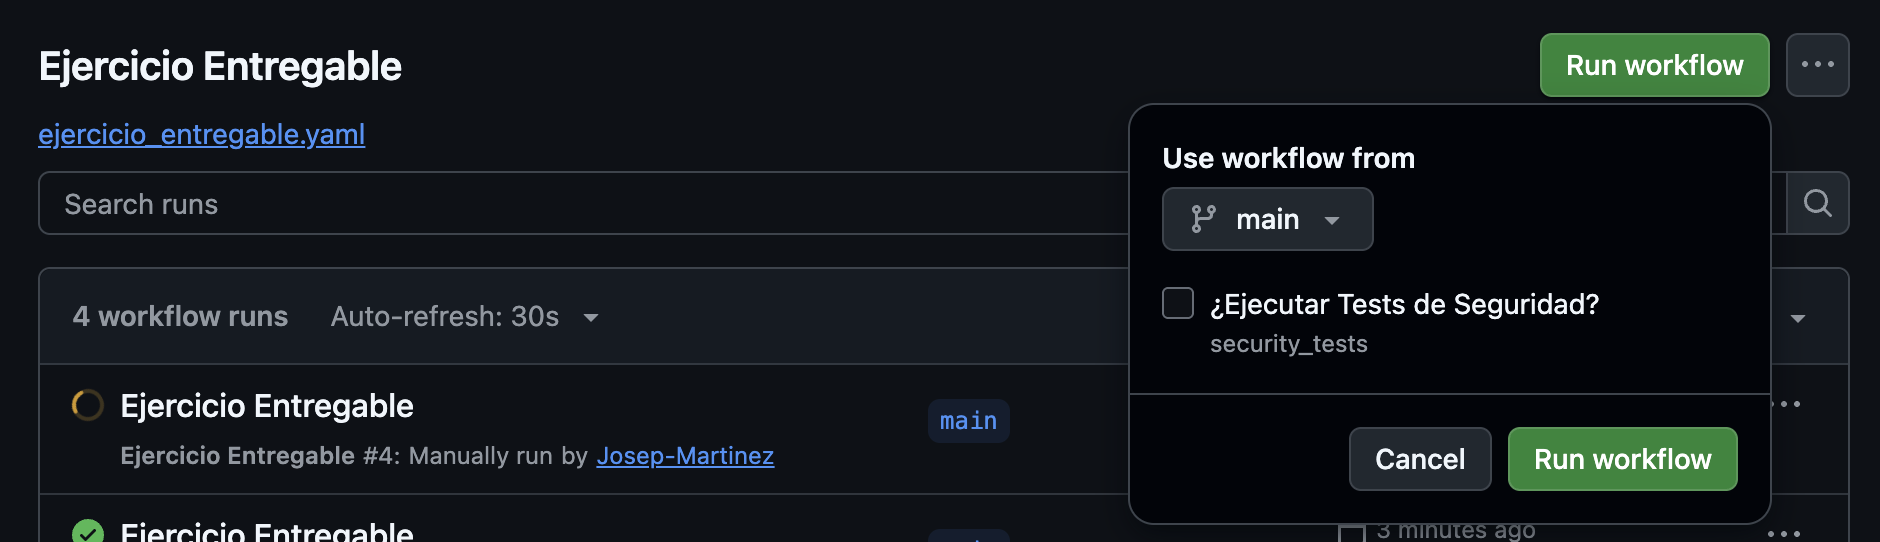 Ejercicio Entregable
Run workflow
ejercicio_entregable.yaml
Search runs
Use workflow from
main
¿Ejecutar Tests de Seguridad?
security_tests
Cancel
Run workflow
4 workflow runs
Auto-refresh: 30s
Ejercicio Entregable
main
Ejercicio Entregable #4: Manually run by Josep-Martinez
Ejercicio Entregable
3 minutes ago